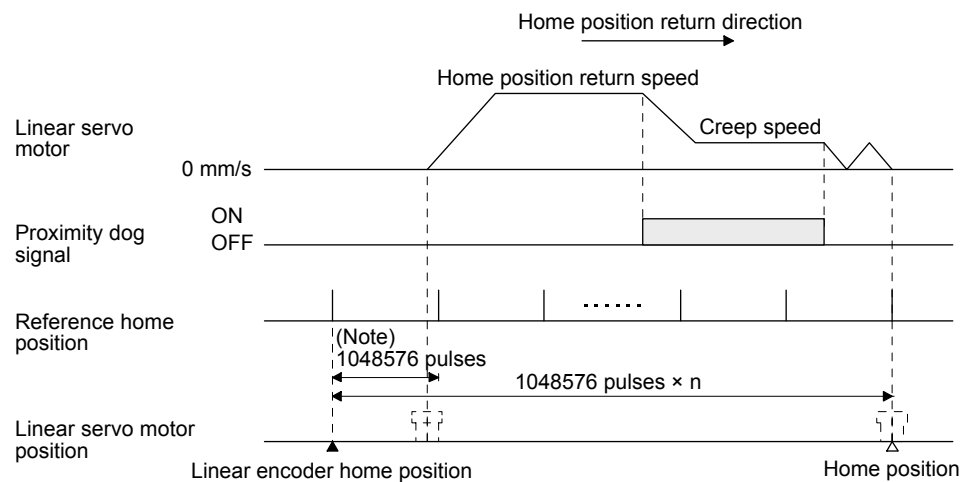 Home position return direction
Home position return speed
Creep speed
Linear servo
motor
0 mm/s
ON
OFF
Proximity dog
signal
Reference home
position
(Note)
1048576 pulses
1048576 pulses × n
Linear servo motor
position
Linear encoder home position
Home position